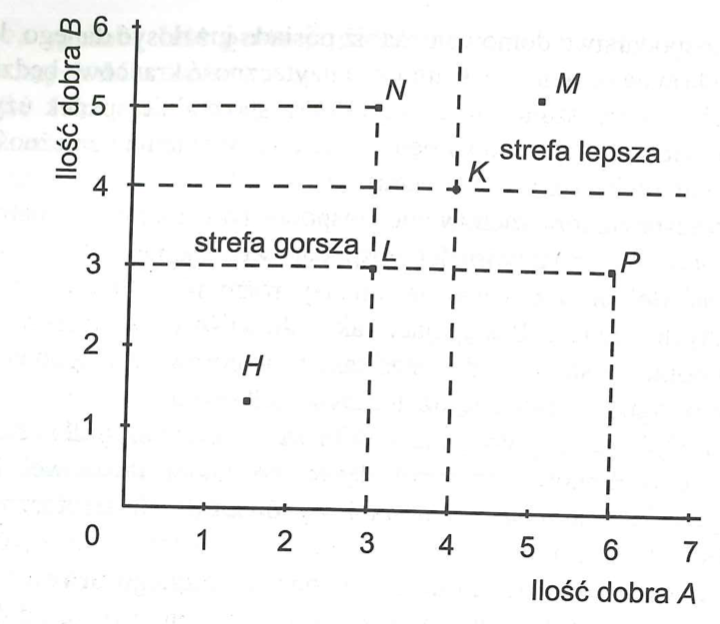 Ilość dobra B
6
5
4
3
2
1
0
N
M
K
strefa lepsza
strefa gorsza
L
P
H
1 2 3 4 5 6 7
Ilość dobra A